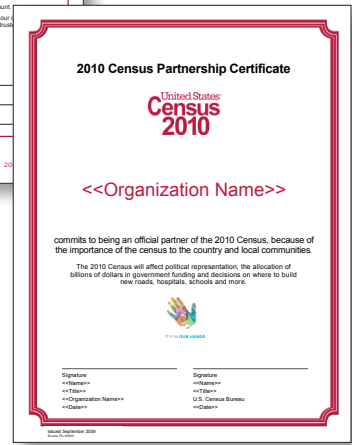 unt.
our
trust
20
2010 Census Partnership Certificate
United States
Census
2010
<<Organization Name>>
commits to being an official partner of the 2010 Census, because of
the importance of the census to the country and local communities.
The 2010 Census will affect political representation, the allocation of
billions of dollars in government funding and decisions on where to build
new roads, hospitals, schools and more.
IT'S IN OUR HANDS
Signature
<<Name>>
<<Title>>
<<Organization Name>>
<<Date>>
Signature
<<Name>>
<<Title>>
U.S. Census Bureau
<<Date>>
Issued September 2009